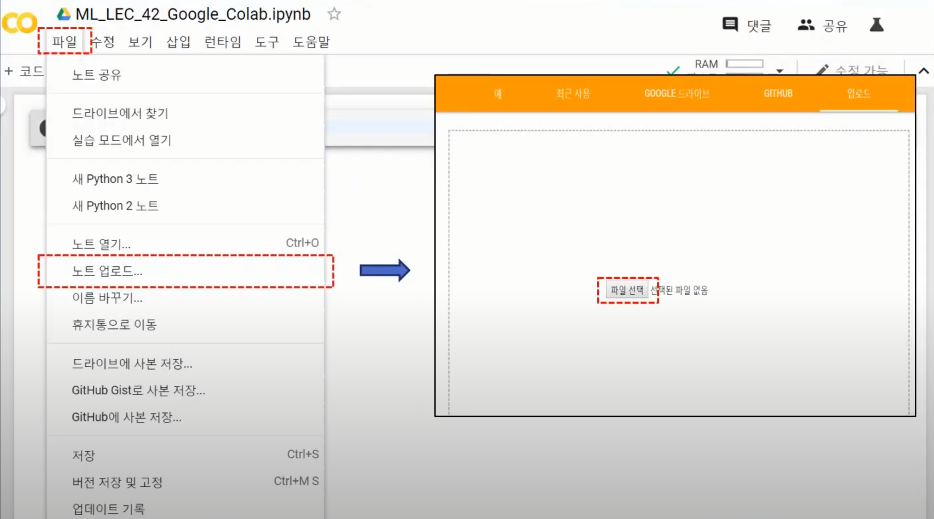 CO
ML_LEC_42_Google_Colab.ipynb
댓글
공유
파일 수정 보기 삽입 런타임 도구 도움말
+ 코드
RAM
수정 가능
노트 공유
드라이브에서 찾기
실습 모드에서 열기
새 Python 3 노트
새 Python 2 노트
노트 열기... Ctrl+O
노트 업로드...
이름 바꾸기...
휴지통으로 이동
드라이브에 사본 저장...
GitHub Gist로 사본 저장...
GitHub에 사본 저장...
저장 Ctrl+S
버전 저장 및 고정 Ctrl+M S
업데이트 기록
예 최근 사용 GOOGLE 드라이브 GITHUB 업로드
파일 선택 선택된 파일 없음